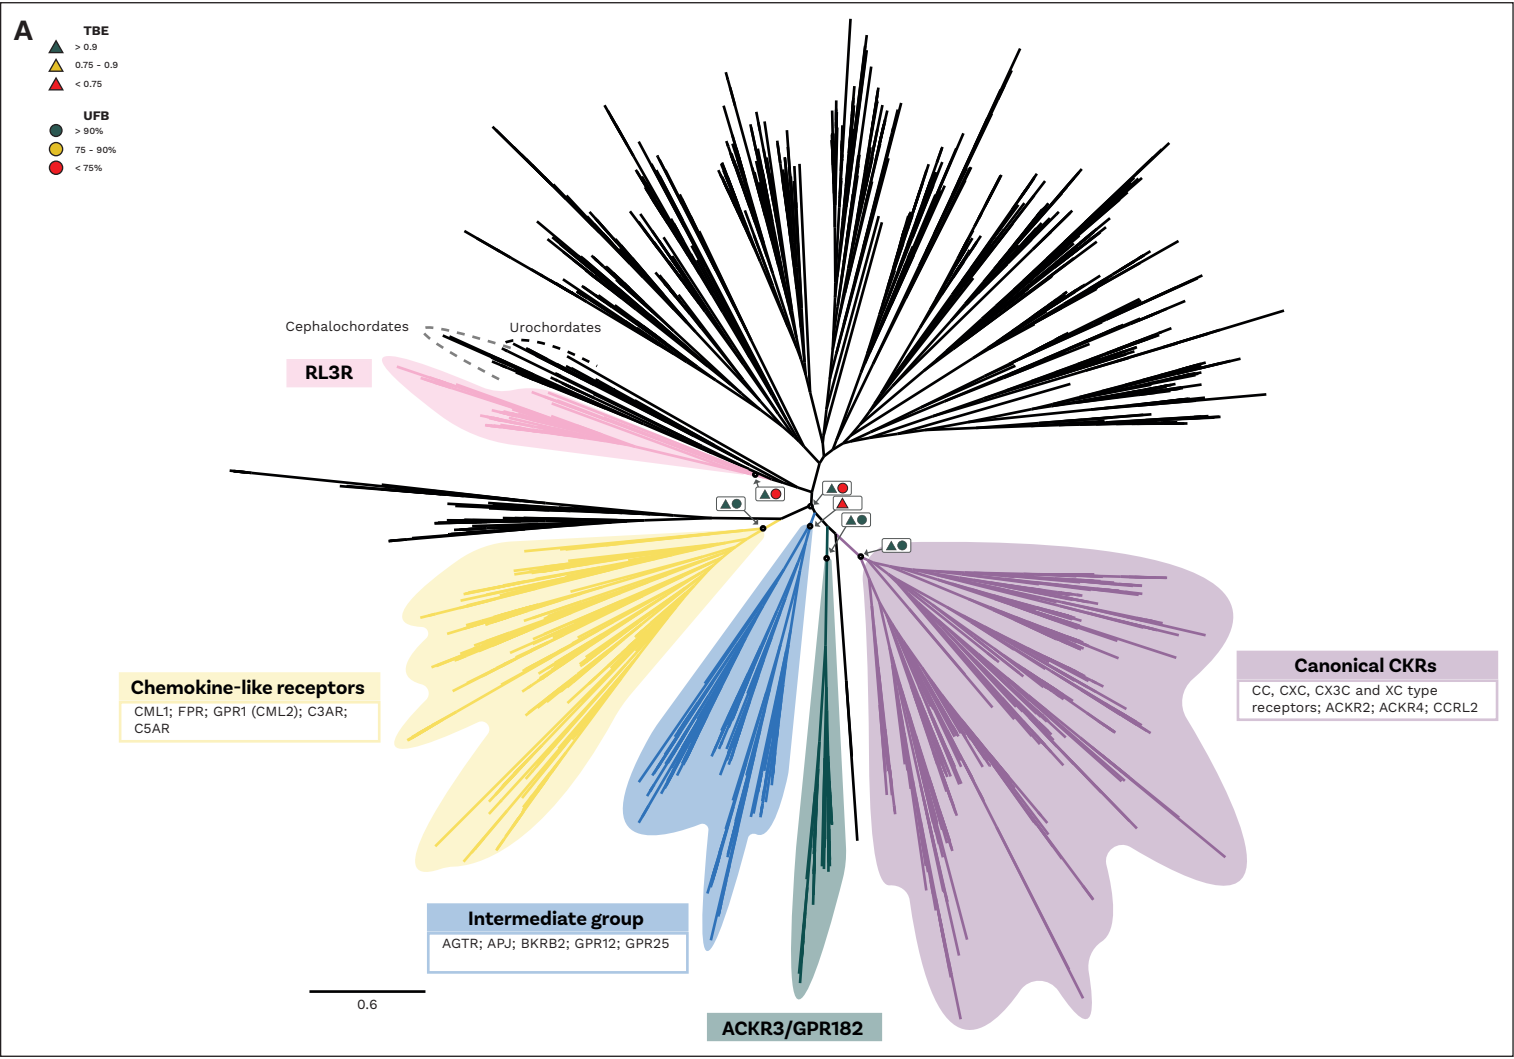 A
TBE
> 0.9
0.75 - 0.9
< 0.75
UFB
> 90%
75 - 90%
< 75%
Cephalochordates
Urochordates
RL3R
Chemokine-like receptors
CML1; FPR; GPR1 (CML2); C3AR;
C5AR
Canonical CKRs
CC, CXC, CX3C and XC type
receptors; ACKR2; ACKR4; CCRL2
Intermediate group
AGTR; APJ; BKRB2; GPR12; GPR25
0.6
ACKR3/GPR182